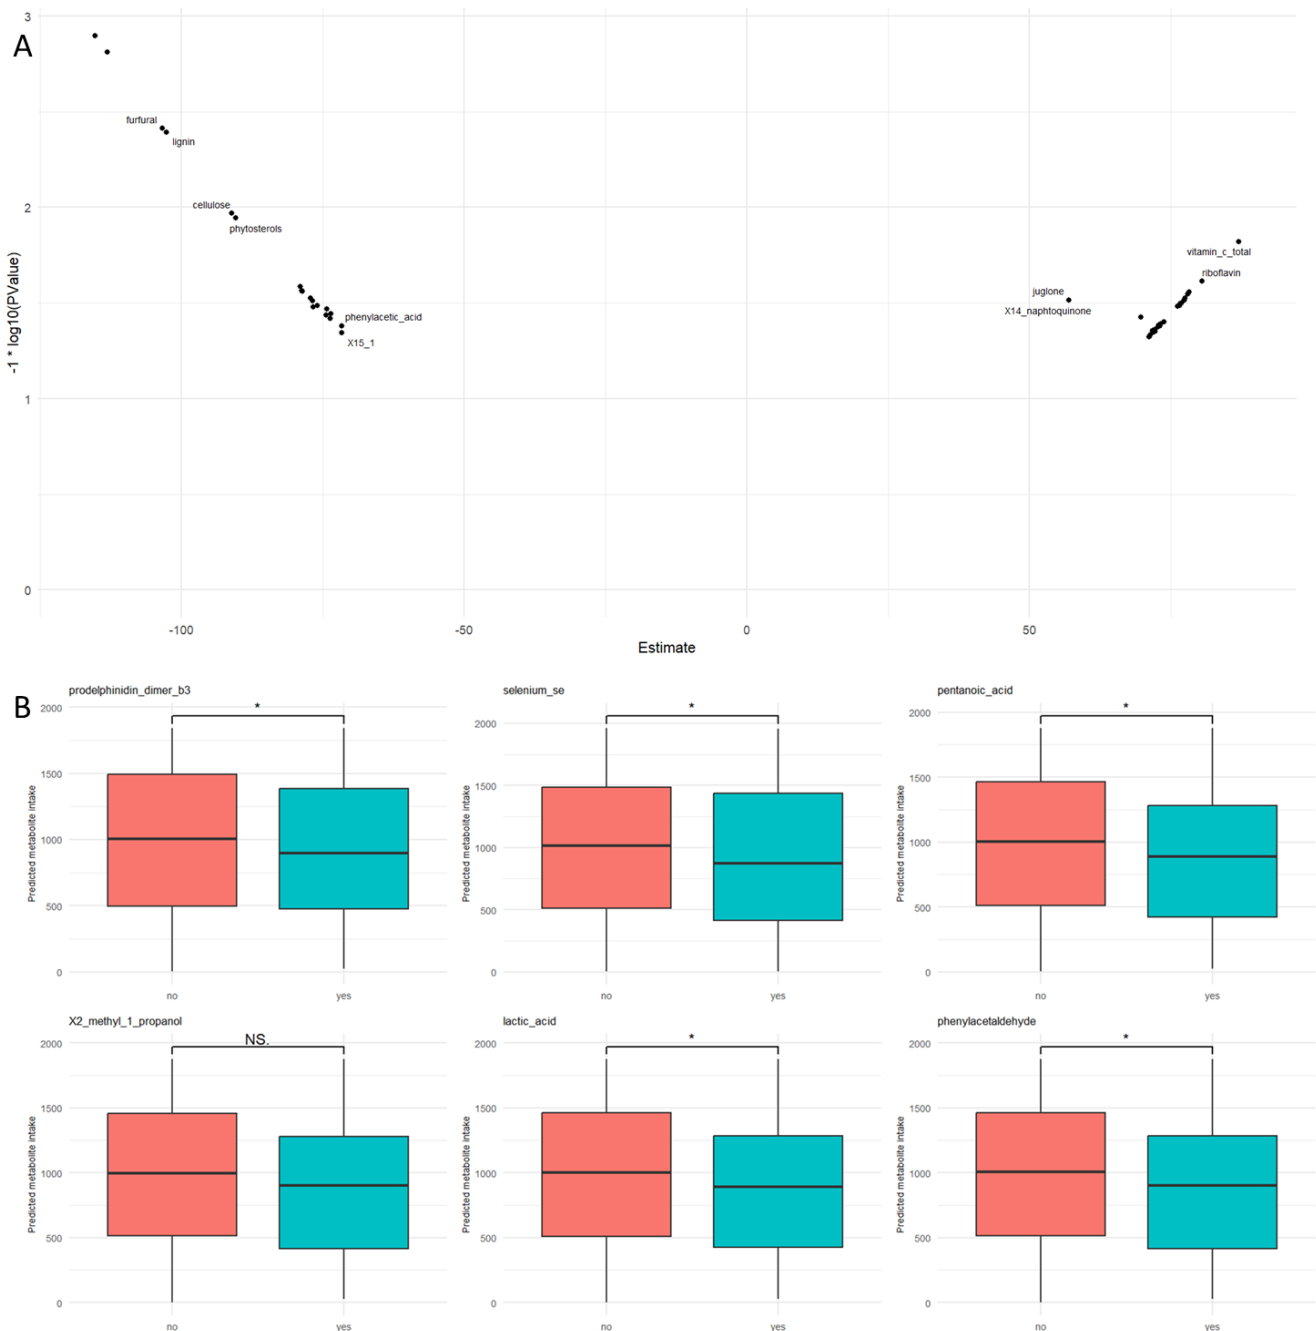 A
3
2
1
0
-1 * log10(PValue)
furfural
lignin
cellulose
phytosterols
phenylacetic_acid
X15_1
vitamin_c_total
riboflavin
juglone
X14_naphtoquinone
-100 -50 0 50
Estimate
B
prodelphinidin_dimer_b3
*
2000
1500
1000
500
0
Predicted metabolite intake
no yes
selenium_se
*
2000
1500
1000
500
0
Predicted metabolite intake
no yes
pentanoic_acid
*
2000
1500
1000
500
0
Predicted metabolite intake
no yes
X2_methyl_1_propanol
NS.
2000
1500
1000
500
0
Predicted metabolite intake
no yes
lactic_acid
*
2000
1500
1000
500
0
Predicted metabolite intake
no yes
phenylacetaldehyde
*
2000
1500
1000
500
0
Predicted metabolite intake
no yes